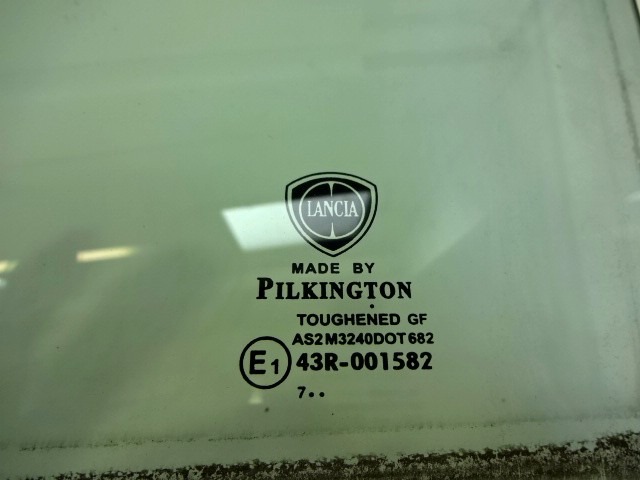 LANCIA
MADE BY
PILKINGTON
TOUGHENED GF
AS2 M3240DOT 682
E1 43R-001582
7..